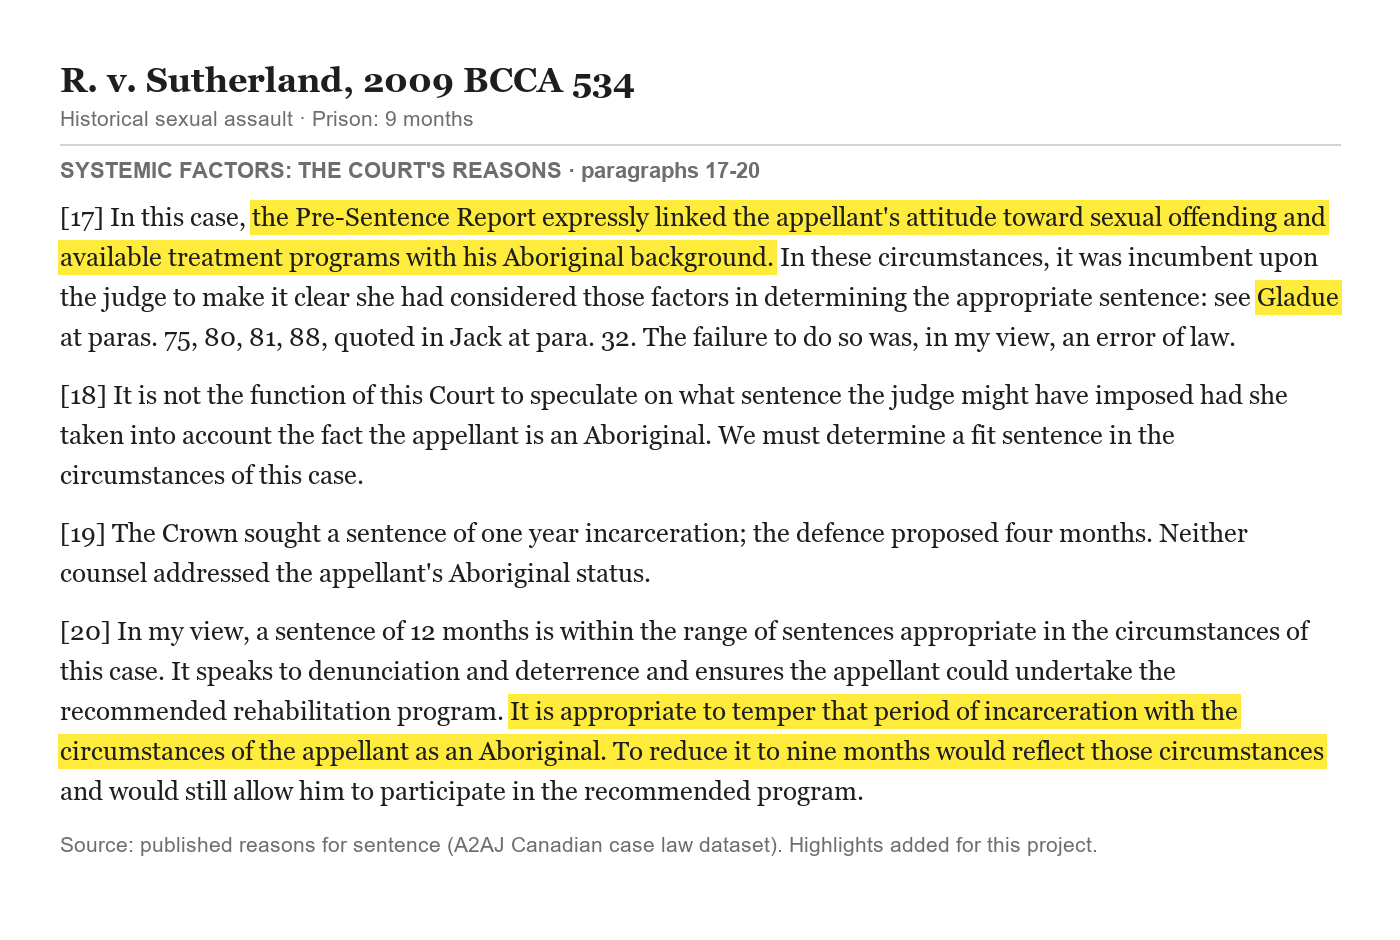 R. v. Sutherland, 2009 BCCA 534
Historical sexual assault · Prison: 9 months
SYSTEMIC FACTORS: THE COURT'S REASONS · paragraphs 17-20
[17] In this case, the Pre-Sentence Report expressly linked the appellant's attitude toward sexual offending and
available treatment programs with his Aboriginal background. In these circumstances, it was incumbent upon
the judge to make it clear she had considered those factors in determining the appropriate sentence: see Gladue
at paras. 75, 80, 81, 88, quoted in Jack at para. 32. The failure to do so was, in my view, an error of law.
[18] It is not the function of this Court to speculate on what sentence the judge might have imposed had she
taken into account the fact the appellant is an Aboriginal. We must determine a fit sentence in the
circumstances of this case.
[19] The Crown sought a sentence of one year incarceration; the defence proposed four months. Neither
counsel addressed the appellant's Aboriginal status.
[20] In my view, a sentence of 12 months is within the range of sentences appropriate in the circumstances of
this case. It speaks to denunciation and deterrence and ensures the appellant could undertake the
recommended rehabilitation program. It is appropriate to temper that period of incarceration with the
circumstances of the appellant as an Aboriginal. To reduce it to nine months would reflect those circumstances
and would still allow him to participate in the recommended program.
Source: published reasons for sentence (A2AJ Canadian case law dataset). Highlights added for this project.